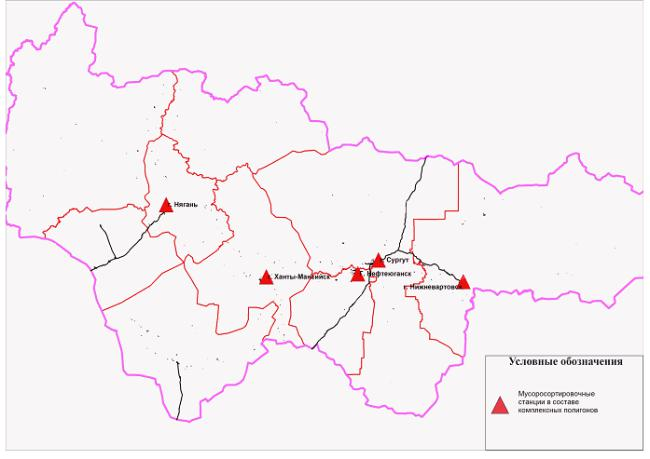 Нягань
Ханты-Мансийск
Сургут
Нефтеюганск
г. Нижневартовск
Условные обозначения
Мусоросортировочные
станции в составе
комплексных полигонов